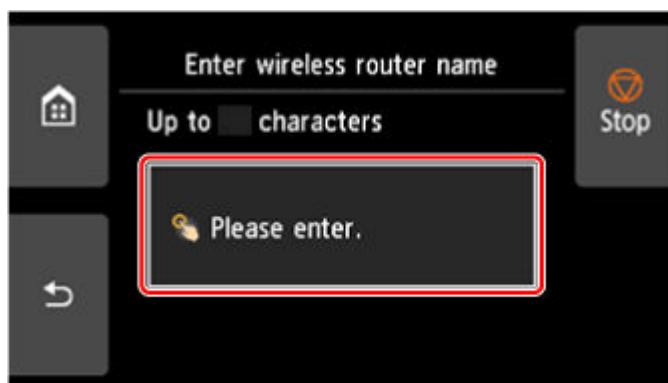 Enter wireless router name
Up to characters
Stop
Please enter.